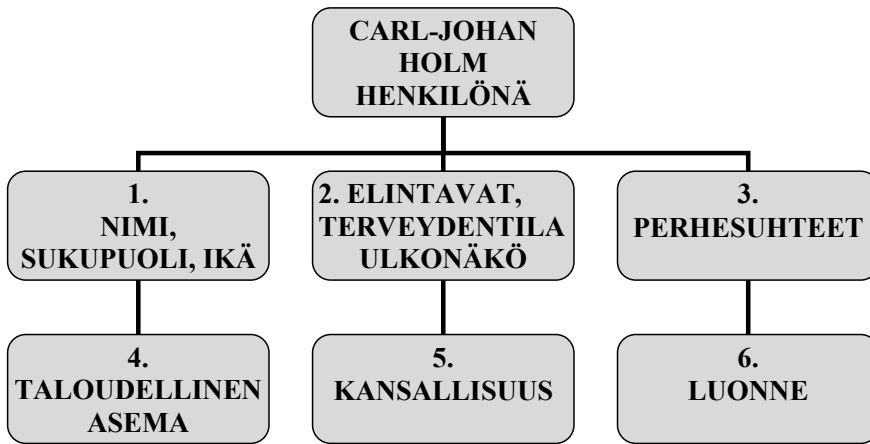 CARL-JOHAN
HOLM
HENKILÖNÄ
1.
NIMI,
SUKUPUOLI, IKÄ
2. ELINTAVAT,
TERVEYDENTILA
ULKONÄKÖ
3.
PERHESUHTEET
4.
TALOUDELLINEN
ASEMA
5.
KANSALLISUUS
6.
LUONNE